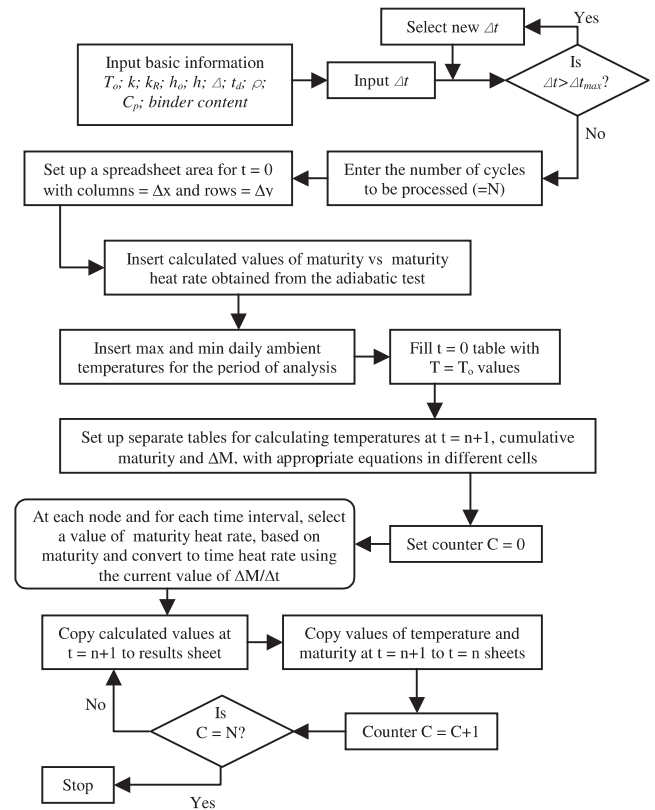 Select new Δt
Yes
Input basic information
Tₒ; k; k_R; hₒ; h; Δ; t_d; ρ;
C_p; binder content
Input Δt
Is
Δt>Δt_max?
No
Set up a spreadsheet area for t = 0
with columns = Δx and rows = Δy
Enter the number of cycles
to be processed (=N)
Insert calculated values of maturity vs maturity
heat rate obtained from the adiabatic test
Insert max and min daily ambient
temperatures for the period of analysis
Fill t = 0 table with
T = Tₒ values
Set up separate tables for calculating temperatures at t = n+1, cumulative
maturity and ΔM, with appropriate equations in different cells
At each node and for each time interval, select
a value of maturity heat rate, based on
maturity and convert to time heat rate using
the current value of ΔM/Δt
Set counter C = 0
Copy calculated values at
t = n+1 to results sheet
Copy values of temperature and
maturity at t = n+1 to t = n sheets
No
Is
C = N?
Counter C = C+1
Stop
Yes